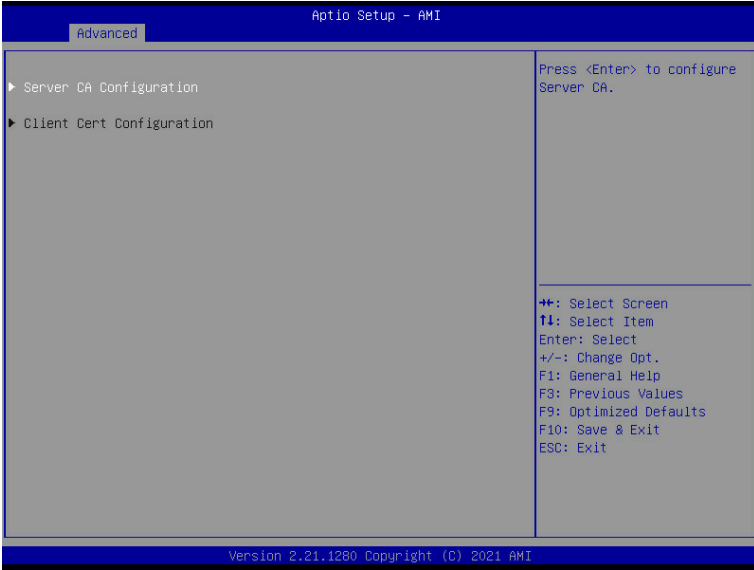 Aptio Setup – AMI
Advanced
Server CA Configuration
Client Cert Configuration
Press <Enter> to configure
Server CA.
→←: Select Screen
↑↓: Select Item
Enter: Select
+/-: Change Opt.
F1: General Help
F3: Previous Values
F9: Optimized Defaults
F10: Save & Exit
ESC: Exit
Version 2.21.1280 Copyright (C) 2021 AMI